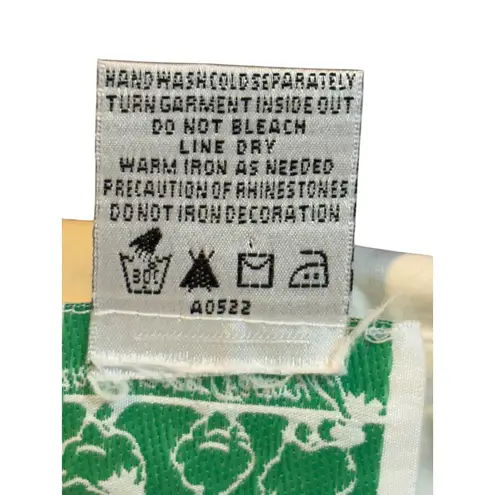 HAND WASH COLD SEPARATELY
TURN GARMENT INSIDE OUT
DO NOT BLEACH
LINE DRY
WARM IRON AS NEEDED
PRECAUTION OF RHINESTONES
DO NOT IRON DECORATION
30°
A0522